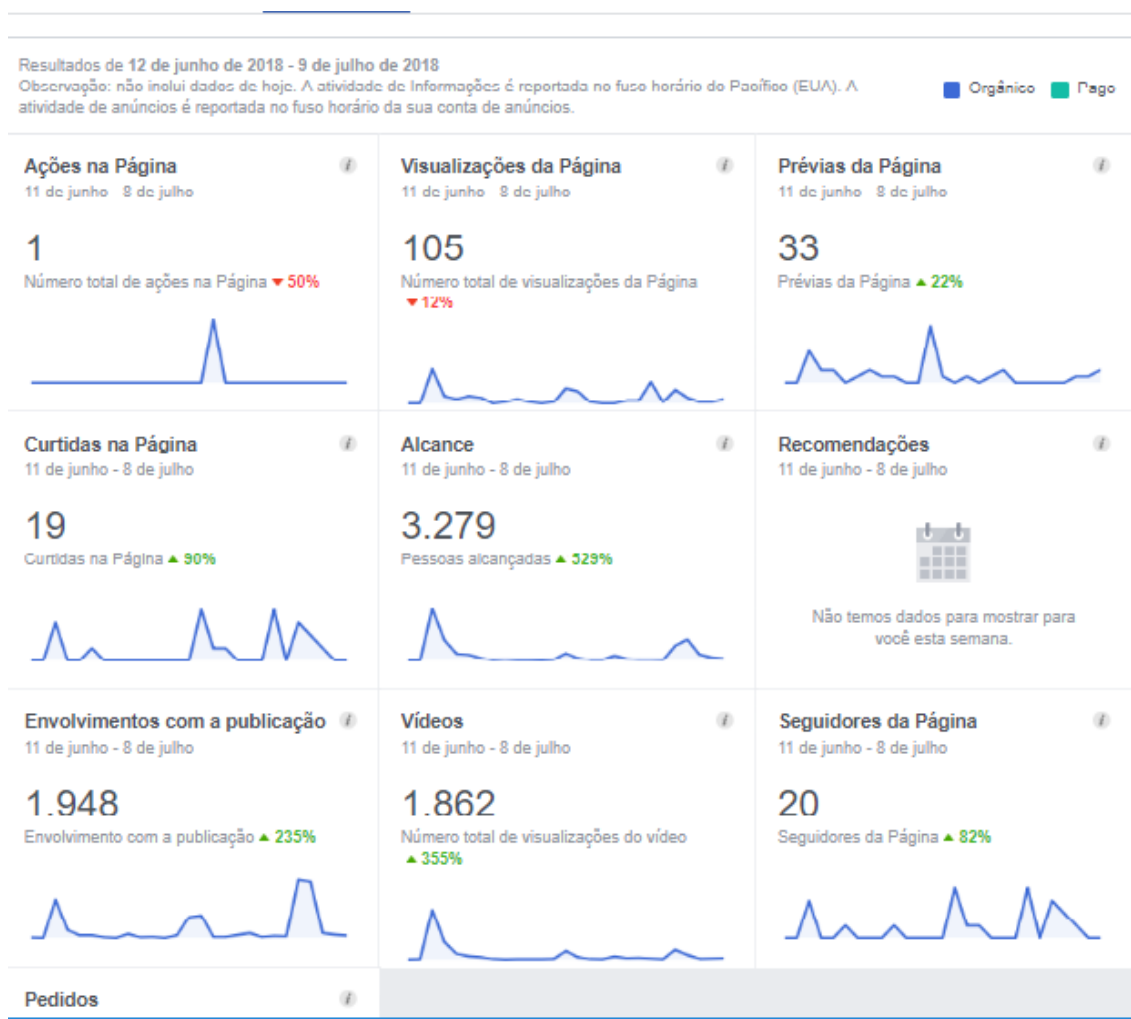 Resultados de 12 de junho de 2018 - 9 de julho de 2018
Observação: não inclui dados de hoje. A atividade de Informações é reportada no fuso horário do Pacífico (EUA). A
atividade de anúncios é reportada no fuso horário da sua conta de anúncios.
Orgânico Pago
Ações na Página
11 de junho - 8 de julho
1
Número total de ações na Página ▼ 50%
Visualizações da Página
11 de junho - 8 de julho
105
Número total de visualizações da Página
▼ 12%
Prévias da Página
11 de junho - 8 de julho
33
Prévias da Página ▲ 22%
Curtidas na Página
11 de junho - 8 de julho
19
Curtidas na Página ▲ 90%
Alcance
11 de junho - 8 de julho
3.279
Pessoas alcançadas ▲ 329%
Recomendações
11 de junho - 8 de julho
Não temos dados para mostrar para
você esta semana.
Envolvimentos com a publicação
11 de junho - 8 de julho
1.948
Envolvimento com a publicação ▲ 235%
Vídeos
11 de junho - 8 de julho
1.862
Número total de visualizações do vídeo
▲ 355%
Seguidores da Página
11 de junho - 8 de julho
20
Seguidores da Página ▲ 82%
Pedidos